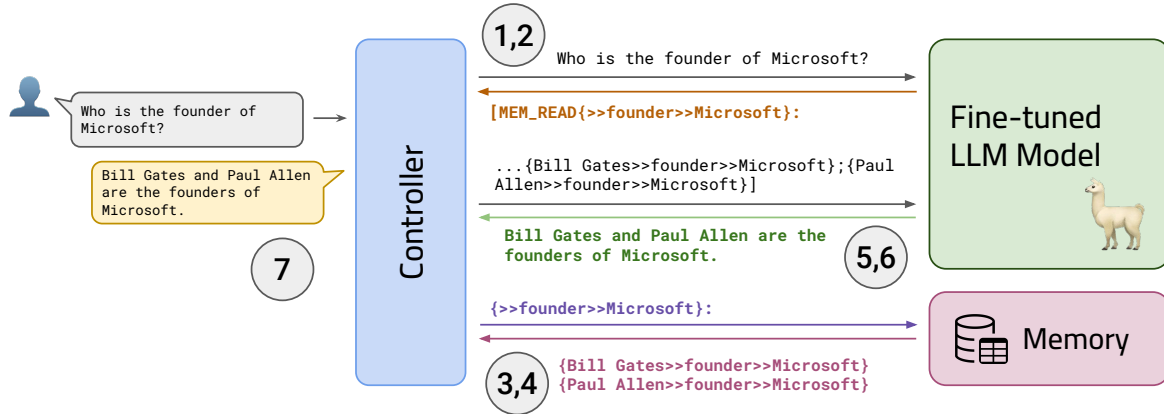 1,2
Who is the founder of Microsoft?
Who is the founder of
Microsoft?
[MEM_READ{>>founder>>Microsoft}:
Fine-tuned
LLM Model
Bill Gates and Paul Allen
are the founders of
Microsoft.
Controller
...{Bill Gates>>founder>>Microsoft};{Paul
Allen>>founder>>Microsoft}]
Bill Gates and Paul Allen are the
founders of Microsoft.
5,6
7
{>>founder>>Microsoft}:
Memory
3,4
{Bill Gates>>founder>>Microsoft}
{Paul Allen>>founder>>Microsoft}